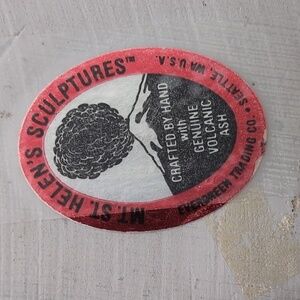 MT. ST. HELEN'S SCULPTURES™
CRAFTED BY HAND
with
GENUINE
VOLCANIC
ASH
EVERGREEN TRADING CO. - SEATTLE, WA U.S.A.